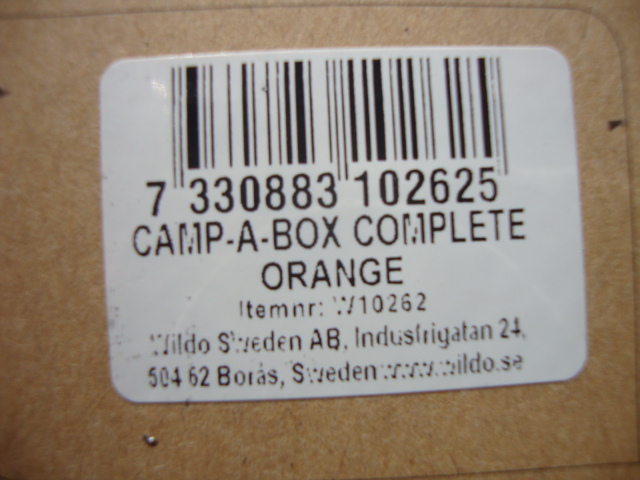 7 330883 102625
CAMP-A-BOX COMPLETE
ORANGE
Itemnr: W10262
Wildo Sweden AB, Industrigatan 24,
504 62 Borås, Sweden www.wildo.se